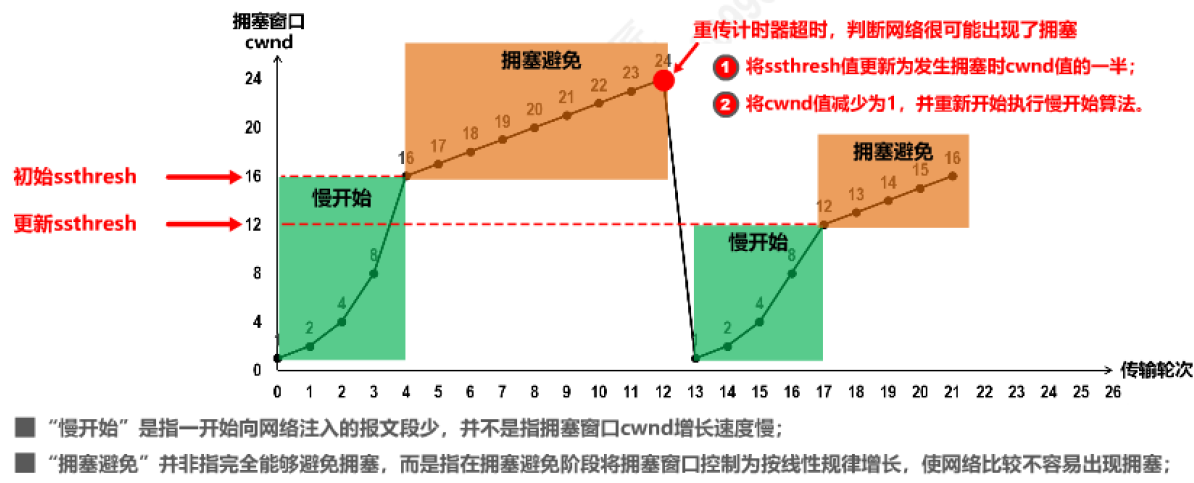 拥塞窗口
cwnd
重传计时器超时，判断网络很可能出现了拥塞
1 将ssthresh值更新为发生拥塞时cwnd值的一半；
2 将cwnd值减少为1，并重新开始执行慢开始算法。
拥塞避免
24
20
16
12
8
4
0
初始ssthresh
更新ssthresh
慢开始
1 2 4 8 16 17 18 19 20 21 22 23 24
拥塞避免
慢开始
1 2 4 8 12 13 14 15 16
0 1 2 3 4 5 6 7 8 9 10 11 12 13 14 15 16 17 18 19 20 21 22 23 24 25 26
传输轮次
“慢开始”是指一开始向网络注入的报文段少，并不是指拥塞窗口cwnd增长速度慢；
“拥塞避免”并非指完全能够避免拥塞，而是指在拥塞避免阶段将拥塞窗口控制为按线性规律增长，使网络比较不容易出现拥塞；